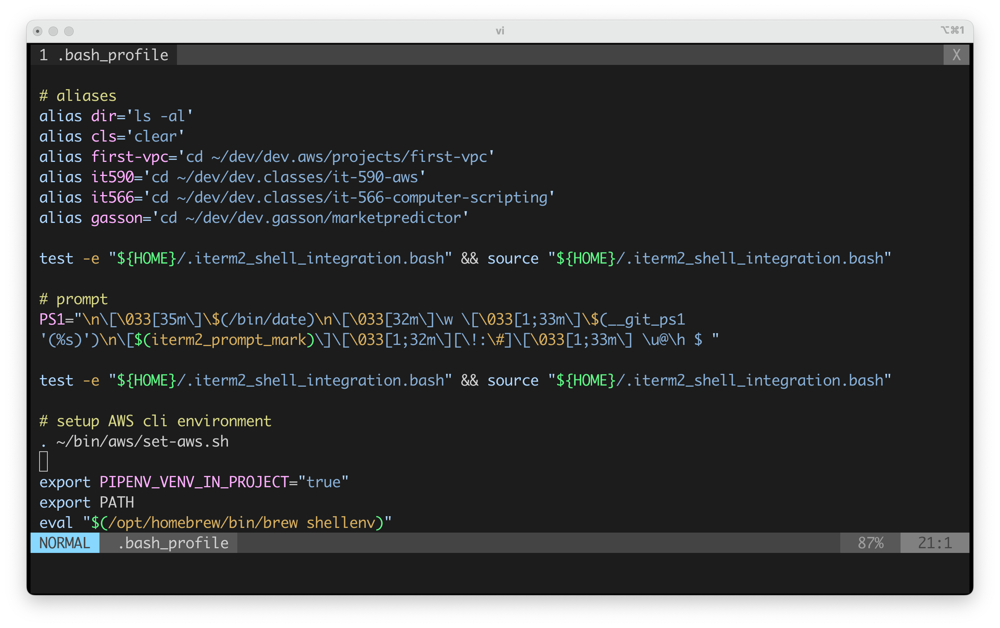 vi
⌥⌘1
1 .bash_profile X
# aliases
alias dir='ls -al'
alias cls='clear'
alias first-vpc='cd ~/dev/dev.aws/projects/first-vpc'
alias it590='cd ~/dev/dev.classes/it-590-aws'
alias it566='cd ~/dev/dev.classes/it-566-computer-scripting'
alias gasson='cd ~/dev/dev.gasson/marketpredictor'
test -e "${HOME}/.iterm2_shell_integration.bash" && source "${HOME}/.iterm2_shell_integration.bash"
# prompt
PS1="\n\[\033[35m\]\$(/bin/date)\n\[\033[32m\]\w \[\033[1;33m\]\$(__git_ps1
'(%s)')\n\[$(iterm2_prompt_mark)\]\[\033[1;32m\][\!:\#]\[\033[1;33m\] \u@\h $ "
test -e "${HOME}/.iterm2_shell_integration.bash" && source "${HOME}/.iterm2_shell_integration.bash"
# setup AWS cli environment
. ~/bin/aws/set-aws.sh
export PIPENV_VENV_IN_PROJECT="true"
export PATH
eval "$(/opt/homebrew/bin/brew shellenv)"
NORMAL .bash_profile 87% 21:1